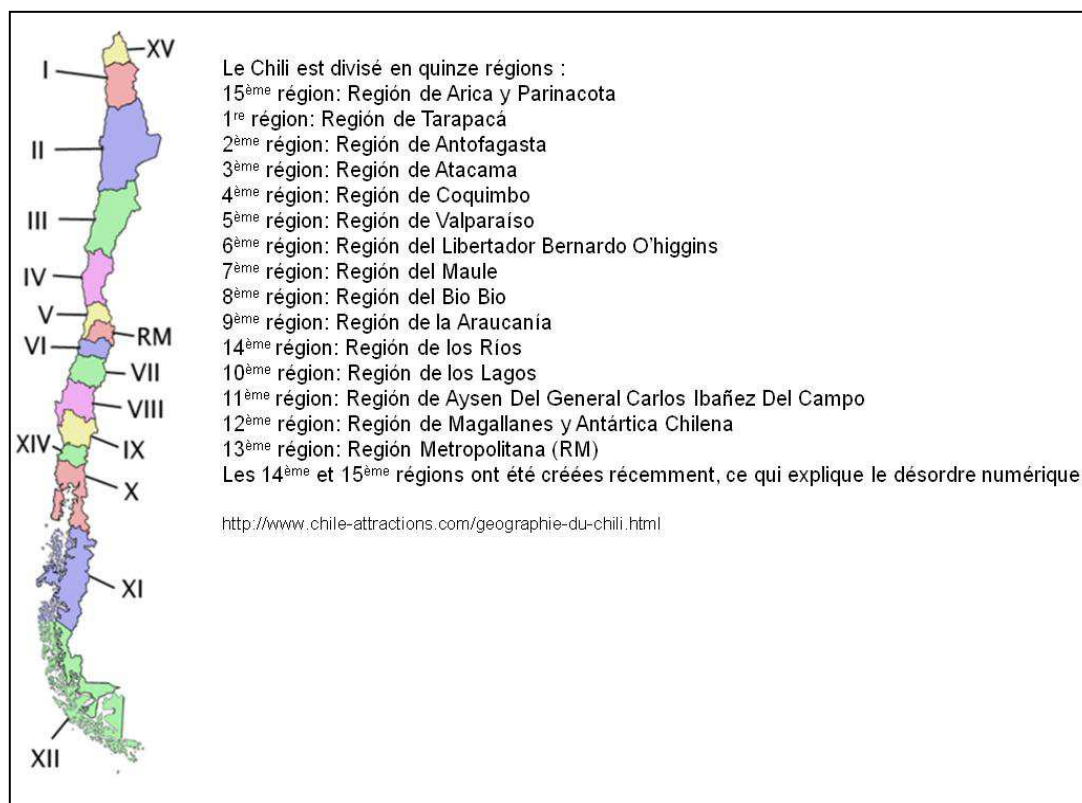 XV
I
II
III
IV
V
RM
VI
VII
VIII
XIV
IX
X
XI
XII
Le Chili est divisé en quinze régions :
15ème région: Región de Arica y Parinacota
1re région: Región de Tarapacá
2ème région: Región de Antofagasta
3ème région: Región de Atacama
4ème région: Región de Coquimbo
5ème région: Región de Valparaíso
6ème région: Región del Libertador Bernardo O'higgins
7ème région: Región del Maule
8ème région: Región del Bio Bio
9ème région: Región de la Araucanía
14ème région: Región de los Ríos
10ème région: Región de los Lagos
11ème région: Región de Aysen Del General Carlos Ibañez Del Campo
12ème région: Región de Magallanes y Antártica Chilena
13ème région: Región Metropolitana (RM)
Les 14ème et 15ème régions ont été créées récemment, ce qui explique le désordre numérique
http://www.chile-attractions.com/geographie-du-chili.html